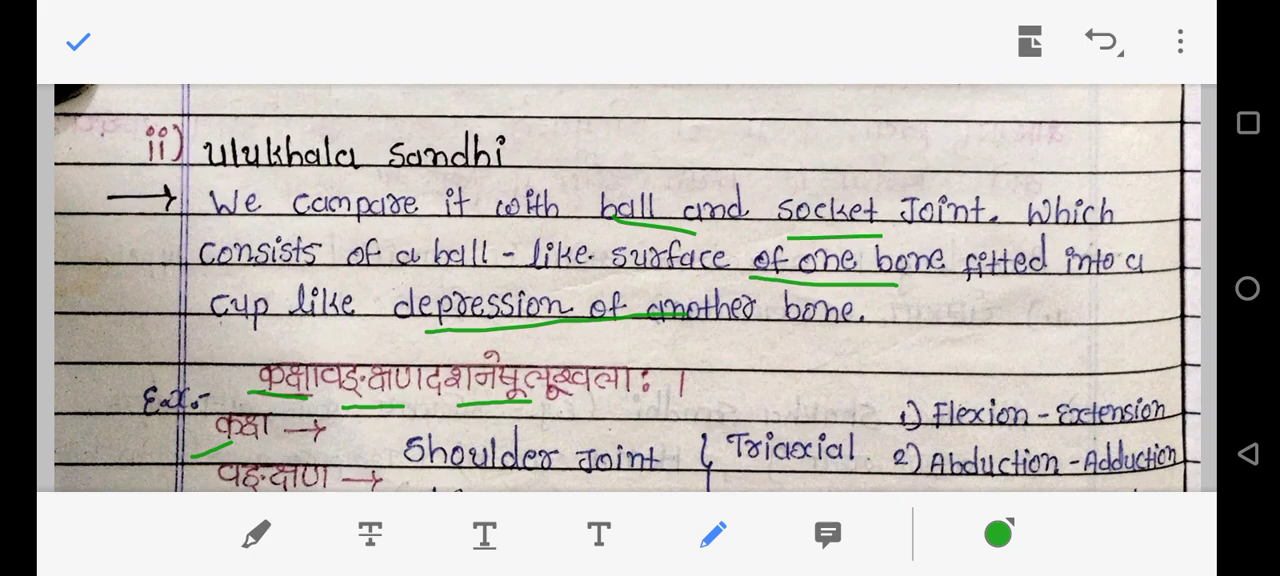 ii) Ulukhala Sandhi
→ We compare it with ball and socket Joint. Which
consists of a ball-like surface of one bone fitted into a
cup like depression of another bone.
कक्षावङ्क्षणदशनेषूलूखलाः ।
Ex:-
कक्षा → Shoulder Joint { Triaxial 1) Flexion - Extension
2) Abduction - Adduction
वङ्क्षण →